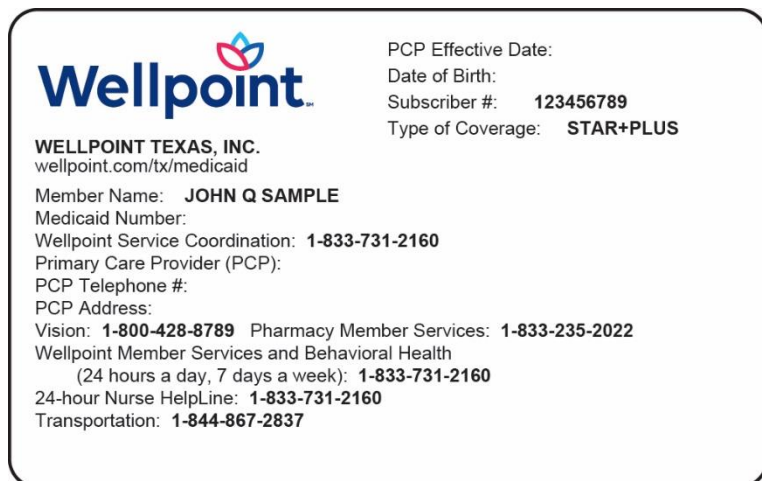 Wellpoint SM
PCP Effective Date:
Date of Birth:
Subscriber #: 123456789
Type of Coverage: STAR+PLUS
WELLPOINT TEXAS, INC.
wellpoint.com/tx/medicaid
Member Name: JOHN Q SAMPLE
Medicaid Number:
Wellpoint Service Coordination: 1-833-731-2160
Primary Care Provider (PCP):
PCP Telephone #:
PCP Address:
Vision: 1-800-428-8789 Pharmacy Member Services: 1-833-235-2022
Wellpoint Member Services and Behavioral Health
(24 hours a day, 7 days a week): 1-833-731-2160
24-hour Nurse HelpLine: 1-833-731-2160
Transportation: 1-844-867-2837